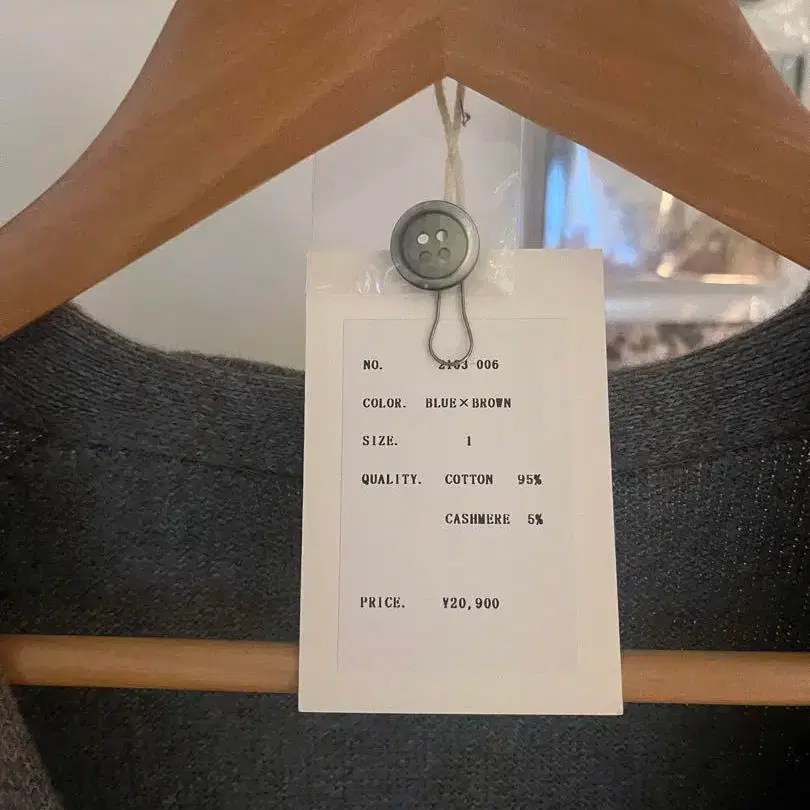 NO. 2103 006
COLOR. BLUE×BROWN
SIZE. 1
QUALITY. COTTON 95%
CASHMERE 5%
PRICE. ¥20,900